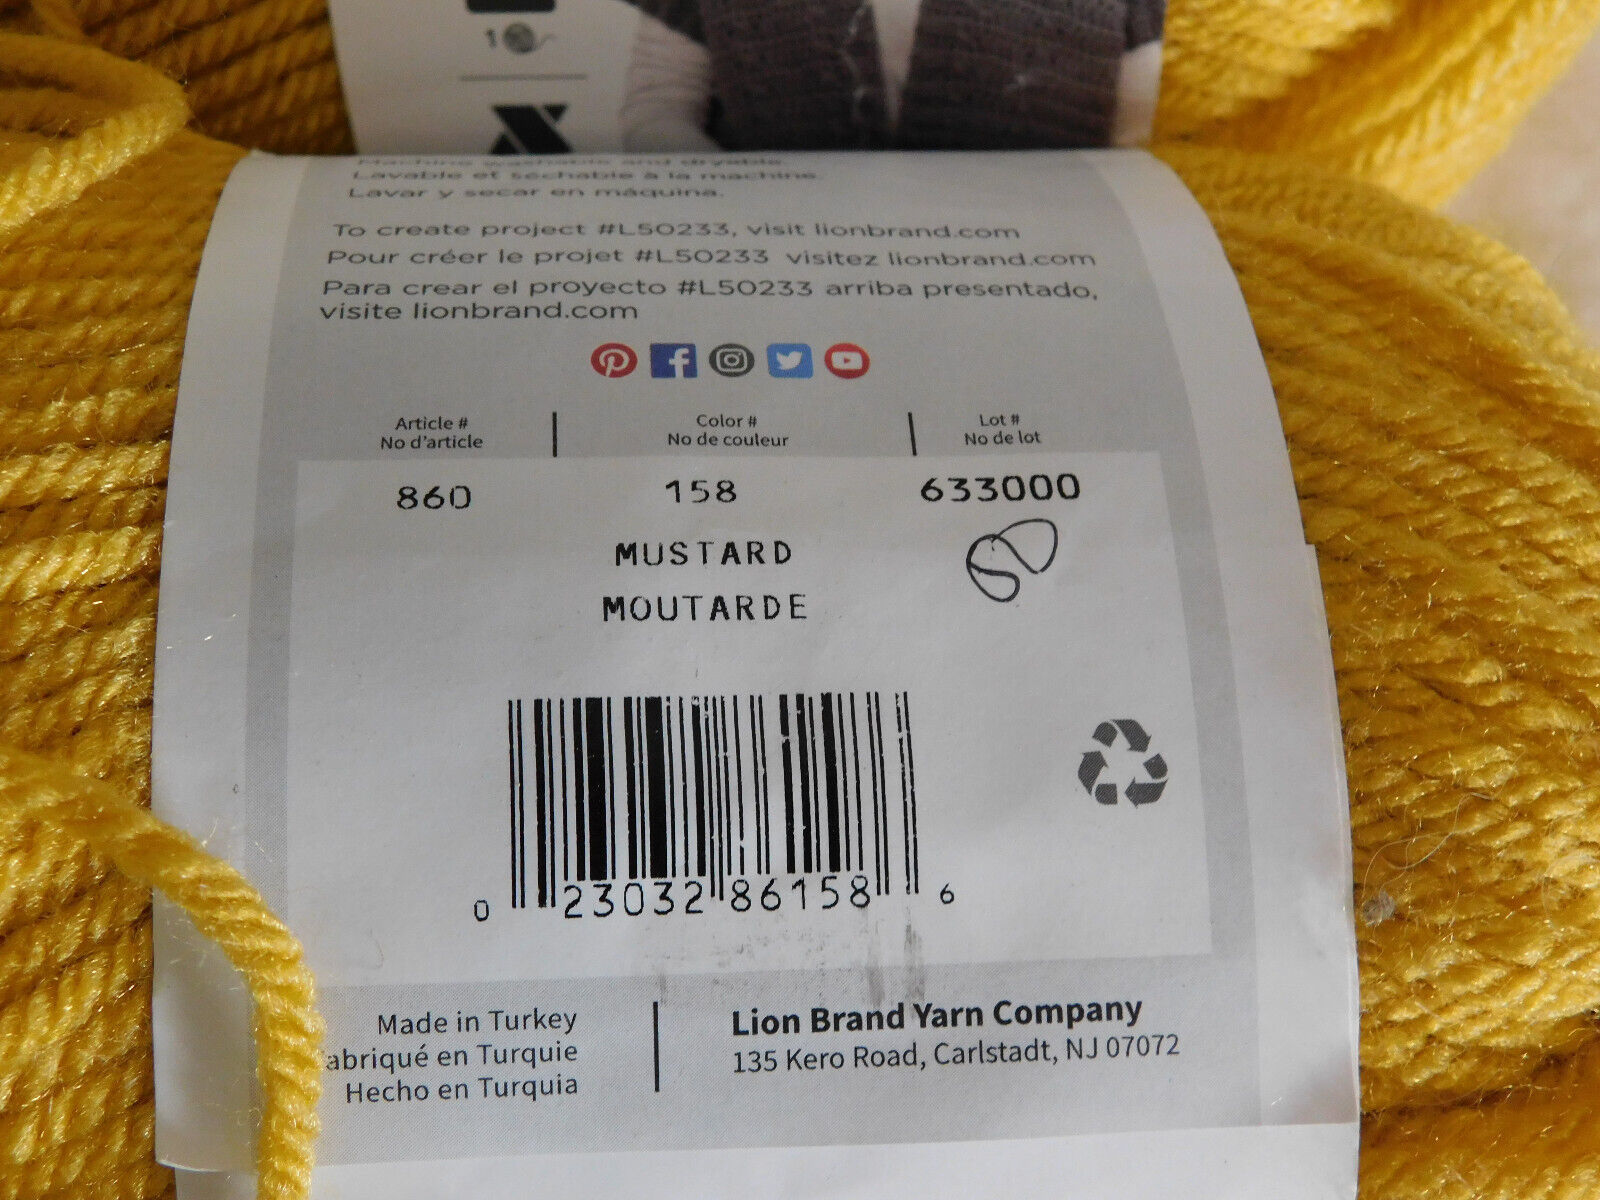 1
Machine washable and dryable.
Lavable et séchable à la machine.
Lavar y secar en máquina.
To create project #L50233, visit lionbrand.com
Pour créer le projet #L50233 visitez lionbrand.com
Para crear el proyecto #L50233 arriba presentado,
visite lionbrand.com
Article #
No d'article
Color #
No de couleur
Lot #
No de lot
860
158
633000
MUSTARD
MOUTARDE
0 23032 86158 6
Made in Turkey
abriqué en Turquie
Hecho en Turquia
Lion Brand Yarn Company
135 Kero Road, Carlstadt, NJ 07072